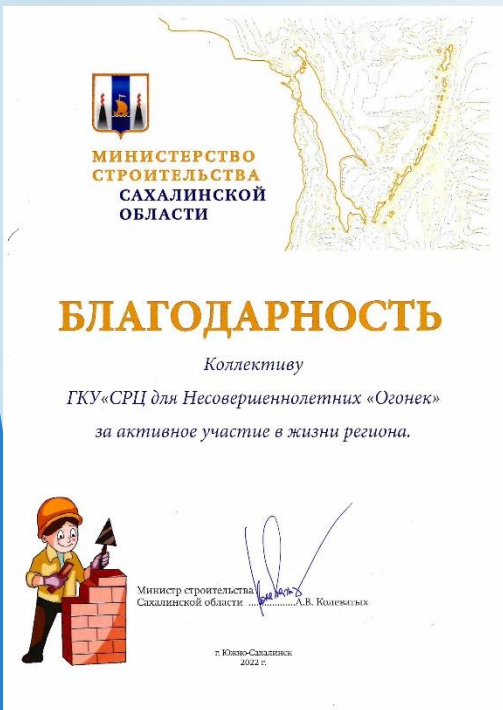 МИНИСТЕРСТВО
СТРОИТЕЛЬСТВА
САХАЛИНСКОЙ
ОБЛАСТИ
БЛАГОДАРНОСТЬ
Коллективу
ГКУ«СРЦ для Несовершеннолетних «Огонек»
за активное участие в жизни региона.
Министр строительства
Сахалинской области ...............А.В. Колеватых
г. Южно-Сахалинск
2022 г.